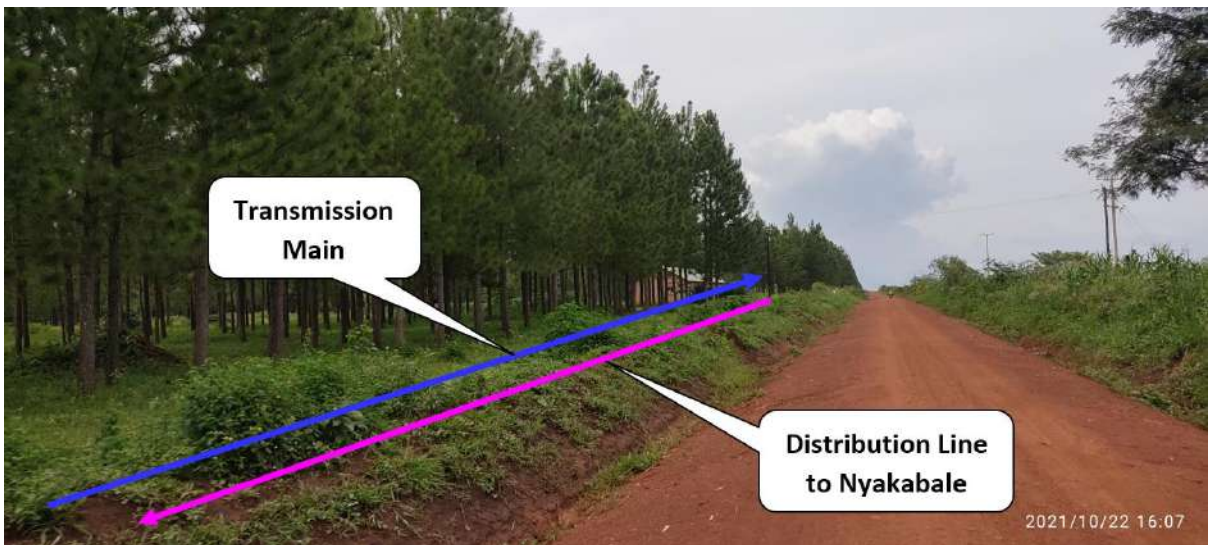 Transmission
Main
Distribution Line
to Nyakabale
2021/10/22 16:07